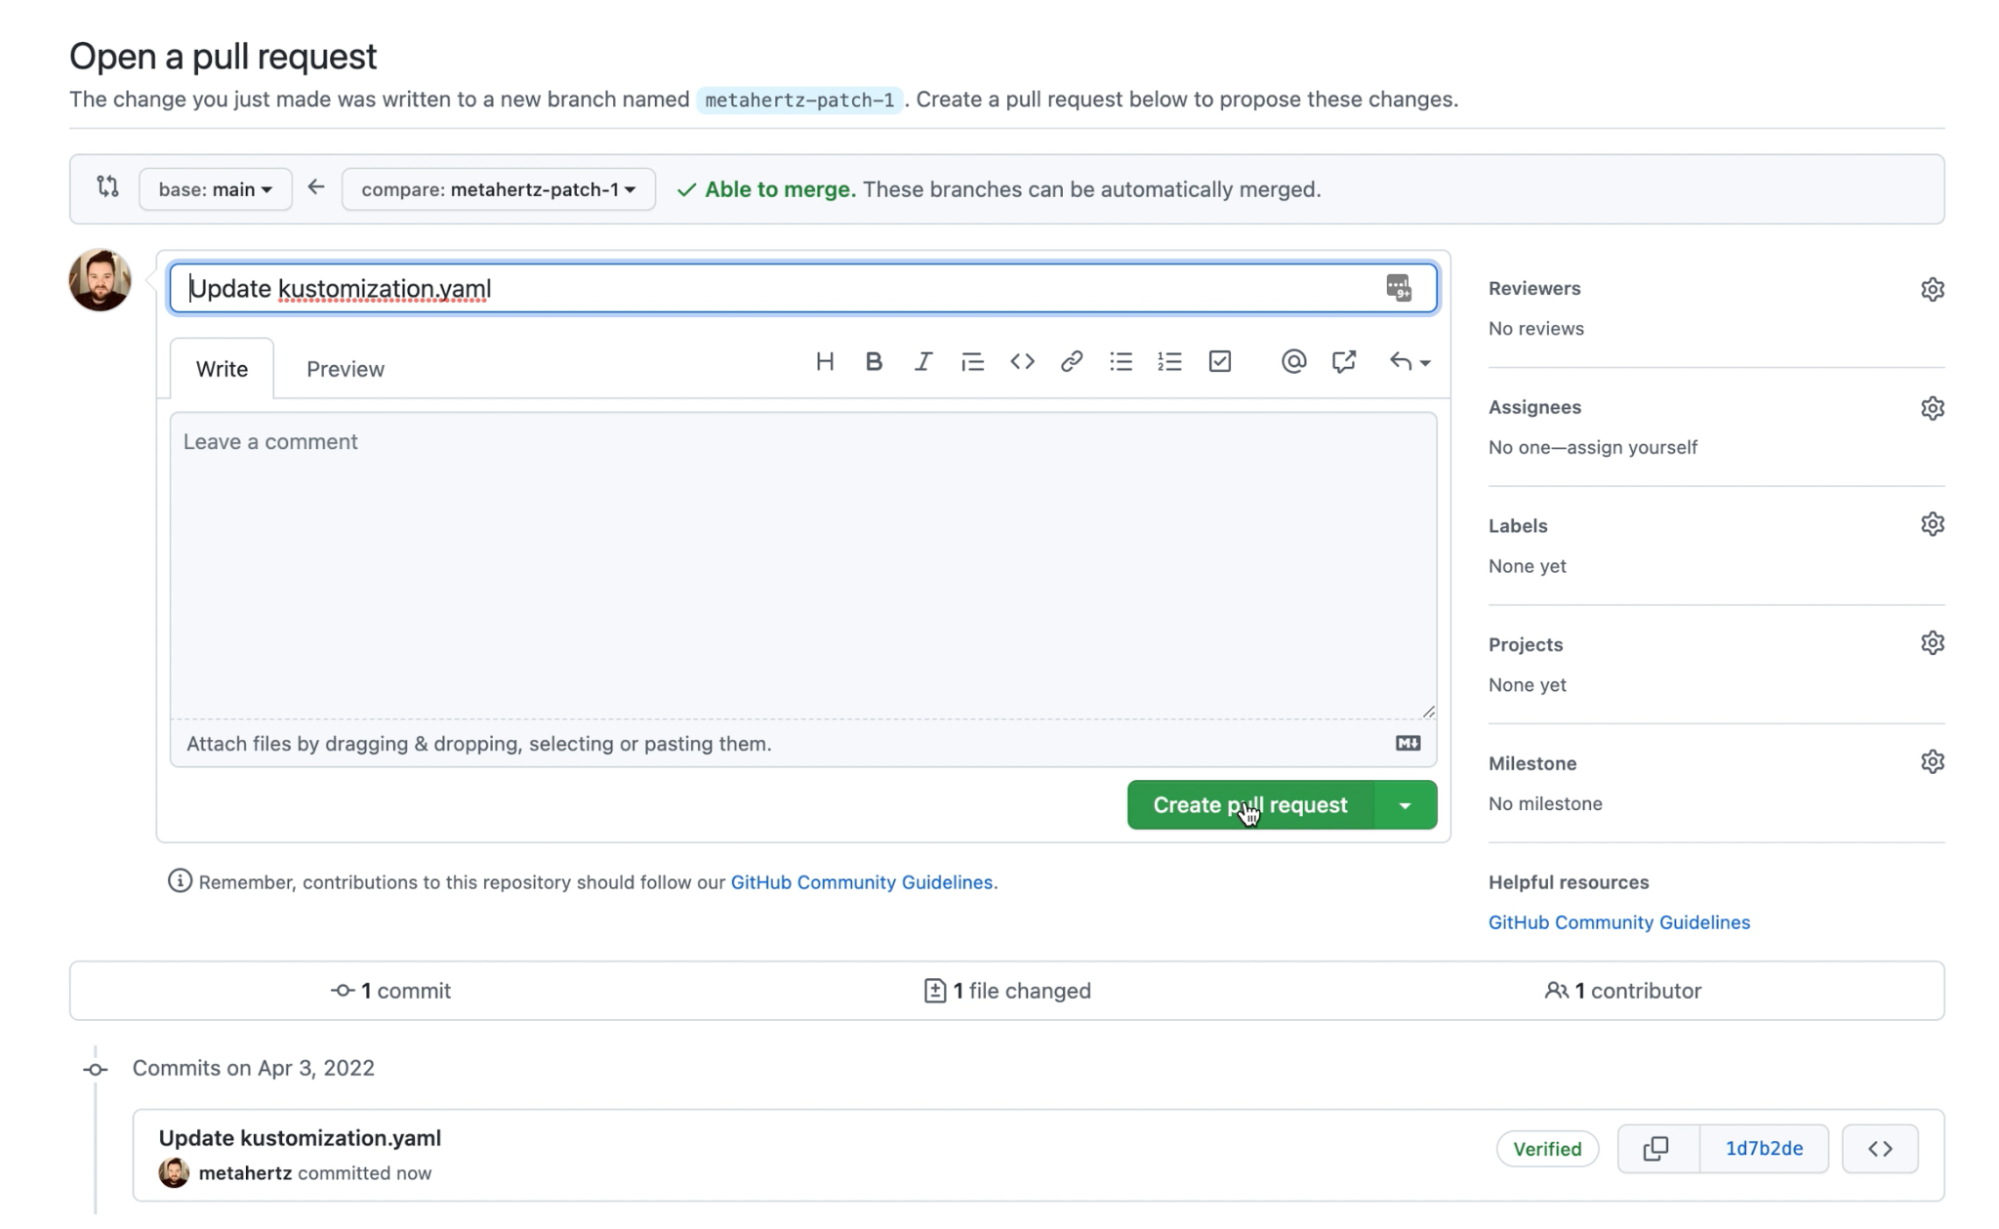 Open a pull request
The change you just made was written to a new branch named metahertz-patch-1 . Create a pull request below to propose these changes.
base: main
compare: metahertz-patch-1
Able to merge. These branches can be automatically merged.
Update kustomization.yaml
9+
Write
Preview
H B I
Leave a comment
Attach files by dragging & dropping, selecting or pasting them.
Create pull request
Remember, contributions to this repository should follow our GitHub Community Guidelines.
Reviewers
No reviews
Assignees
No one—assign yourself
Labels
None yet
Projects
None yet
Milestone
No milestone
Helpful resources
GitHub Community Guidelines
1 commit
1 file changed
1 contributor
Commits on Apr 3, 2022
Update kustomization.yaml
metahertz committed now
Verified
1d7b2de